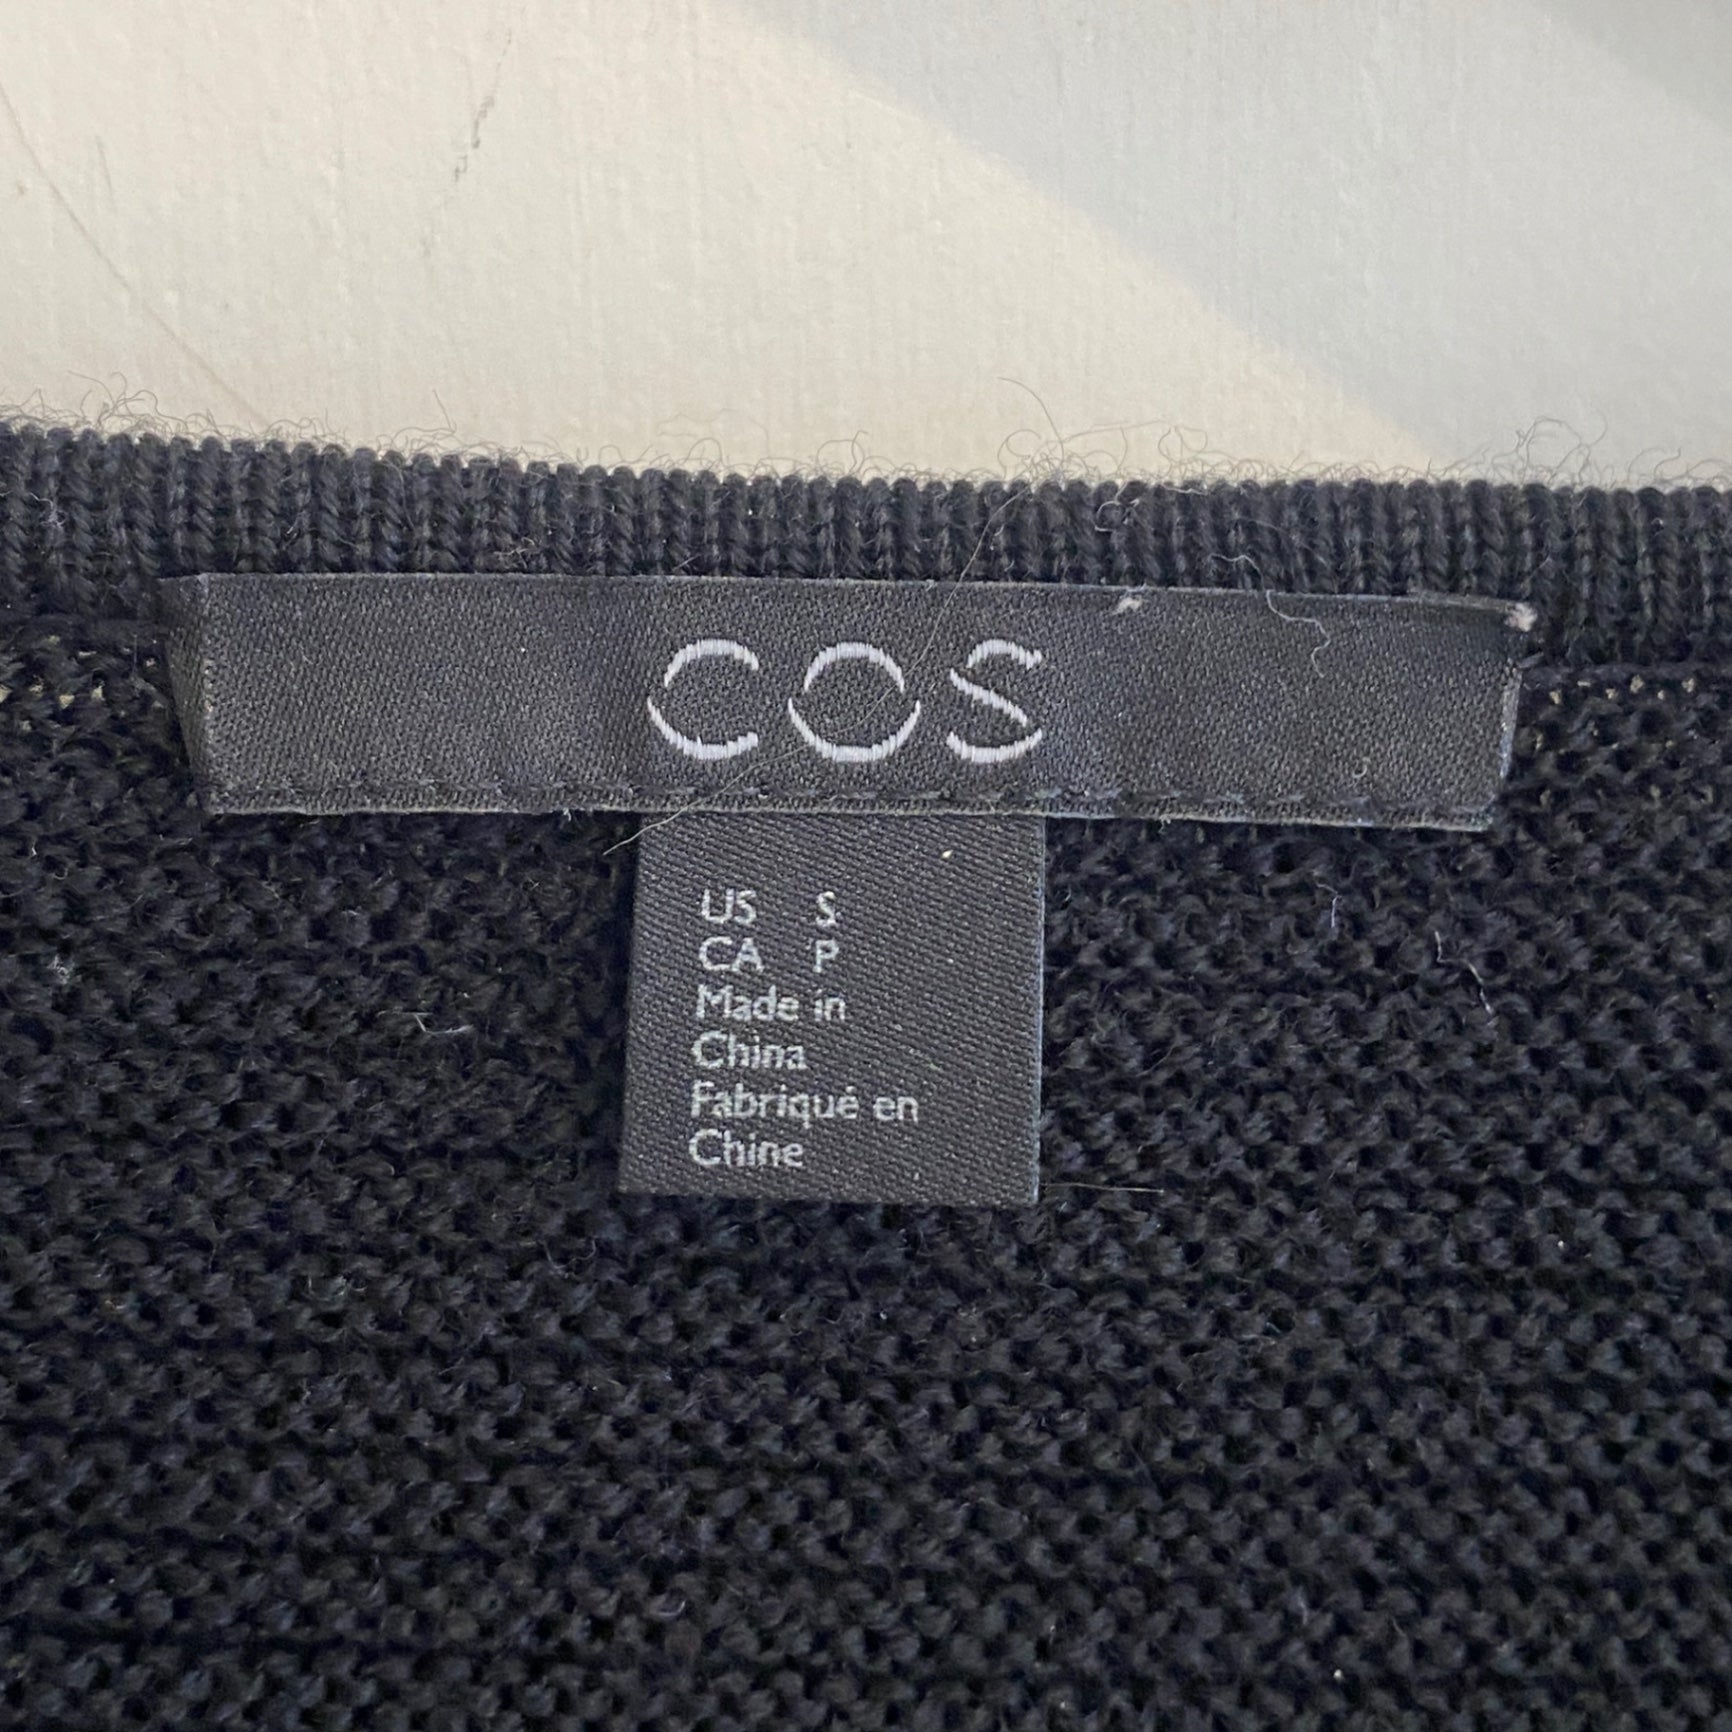 COS
US S
CA P
Made in
China
Fabriqué en
Chine